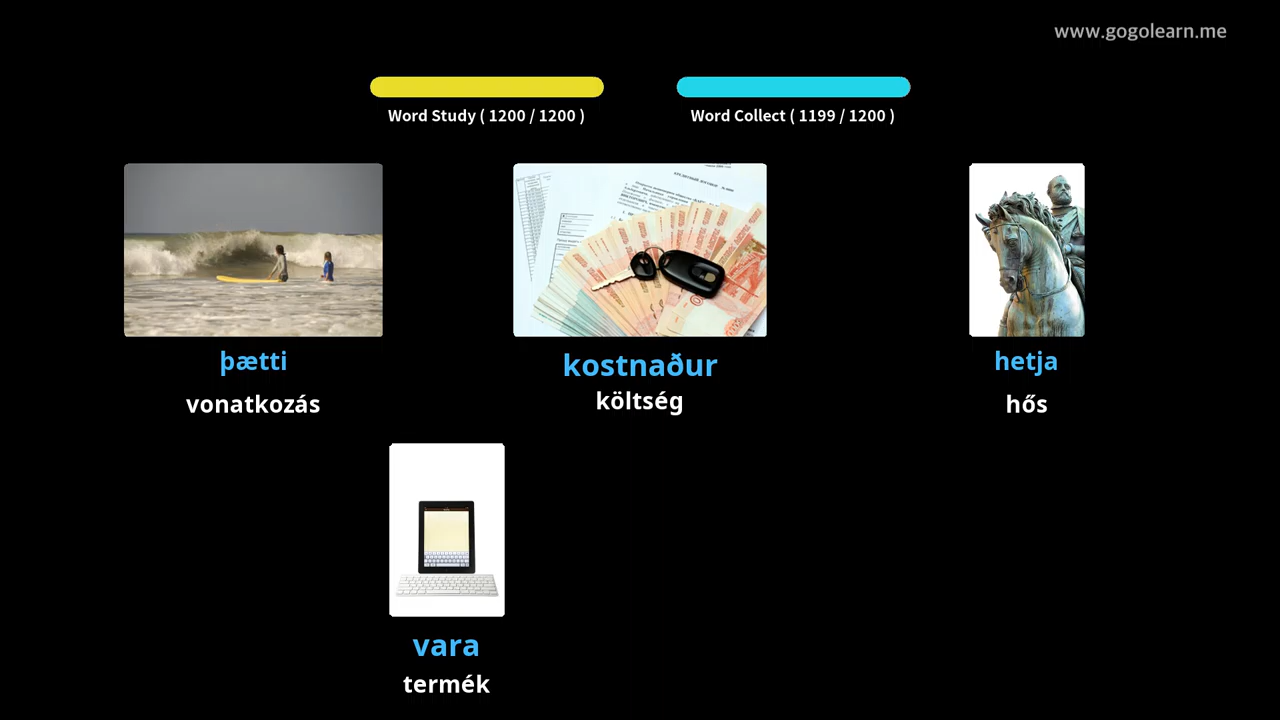 www.gogolearn.me
Word Study ( 1200 / 1200 )
Word Collect ( 1199 / 1200 )
þætti
kostnaður
hetja
vonatkozás
költség
hős
vara
termék